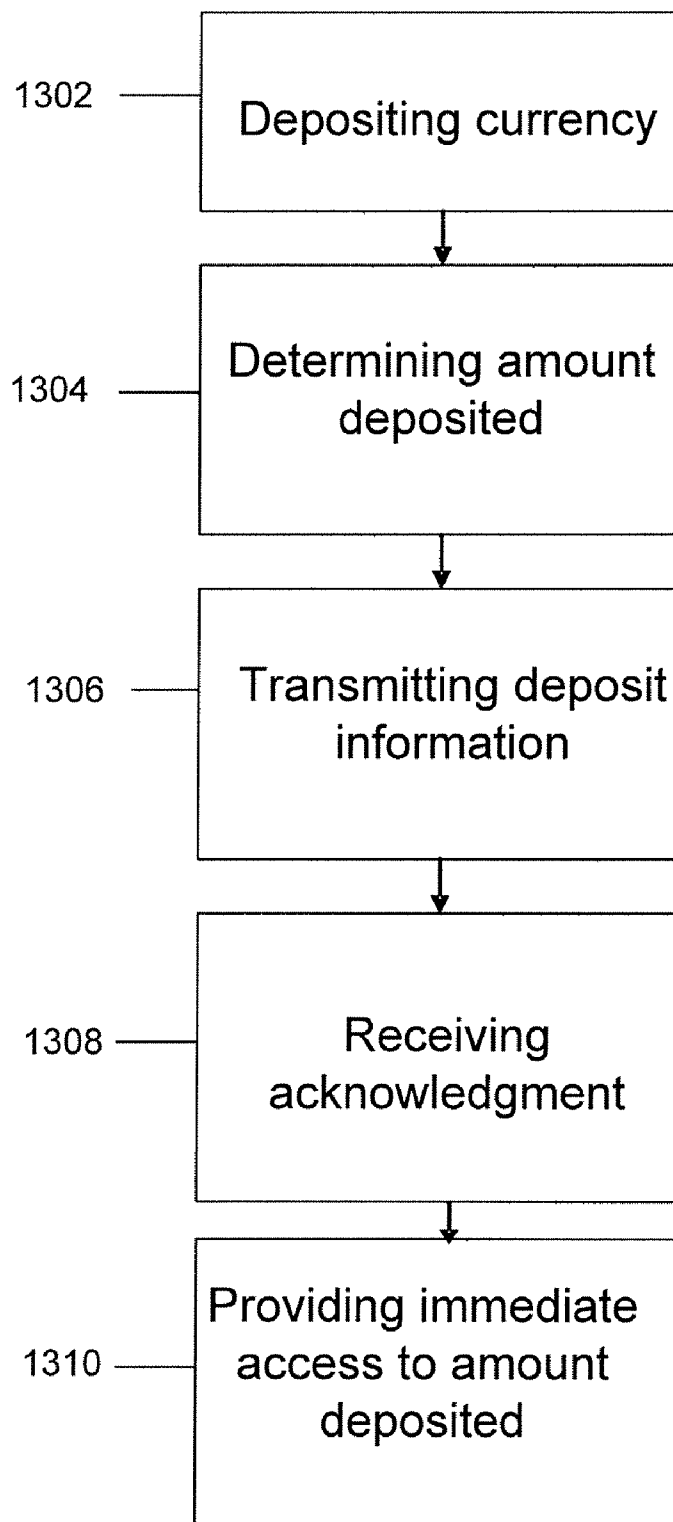 1302
Depositing currency
1304
Determining amount
deposited
1306
Transmitting deposit
information
1308
Receiving
acknowledgment
1310
Providing immediate
access to amount
deposited